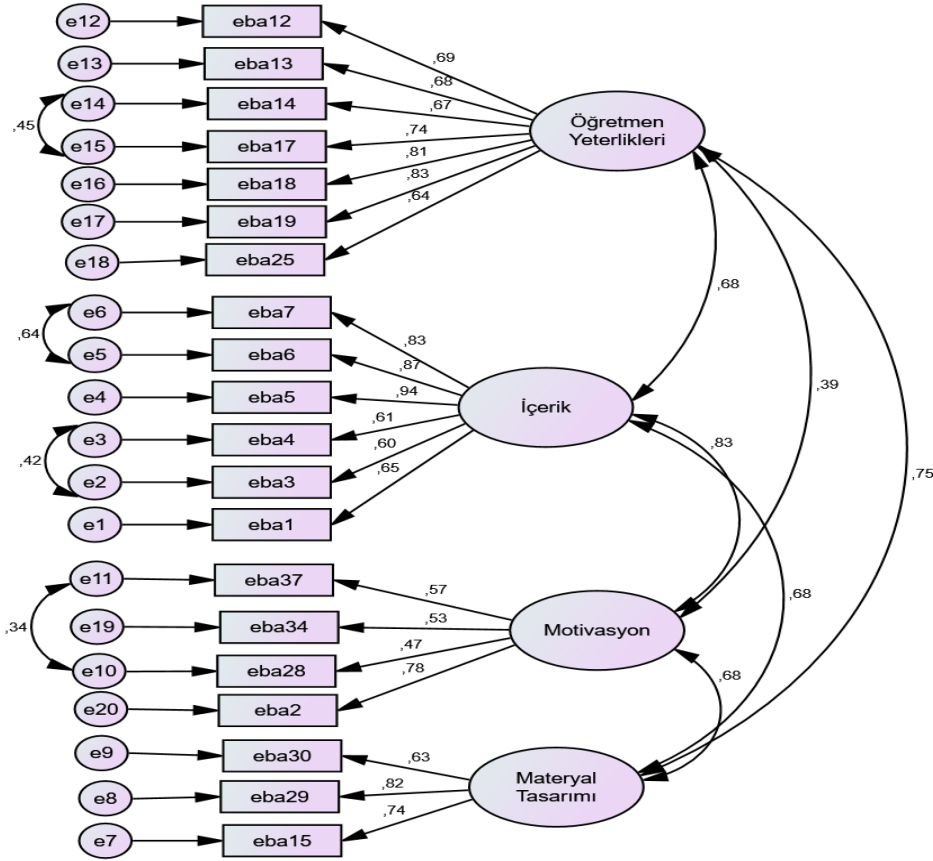 e12
eba12
,69
e13
eba13
,68
e14
eba14
,67
,45
e15
eba17
,74
e16
eba18
,81
e17
eba19
,83
e18
eba25
,64
Öğretmen
Yeterlikleri
,68
,39
,75
e6
eba7
,83
,64
e5
eba6
,87
e4
eba5
,94
e3
eba4
,61
,42
e2
eba3
,60
e1
eba1
,65
İçerik
,83
,68
e11
eba37
,57
,34
e19
eba34
,53
e10
eba28
,47
e20
eba2
,78
Motivasyon
,68
e9
eba30
,63
e8
eba29
,82
e7
eba15
,74
Materyal
Tasarımı